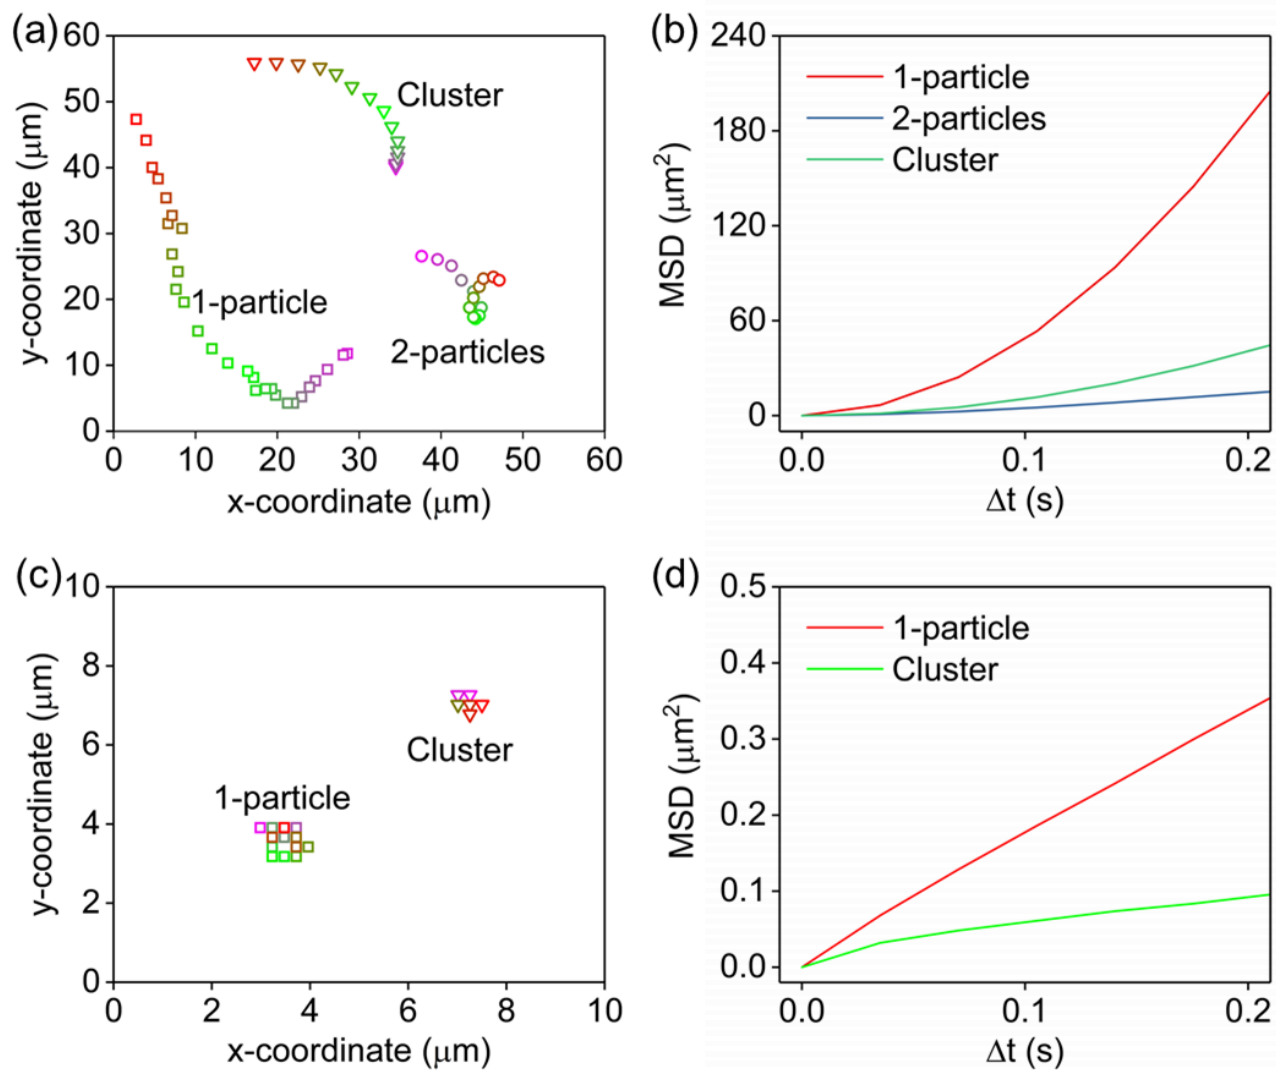 (a)
60
50
40
30
20
10
0
0 10 20 30 40 50 60
y-coordinate (μm)
x-coordinate (μm)
Cluster
1-particle
2-particles
(b)
240
180
120
60
0
0.0 0.1 0.2
MSD (μm²)
Δt (s)
1-particle
2-particles
Cluster
(c)
10
8
6
4
2
0
0 2 4 6 8 10
y-coordinate (μm)
x-coordinate (μm)
Cluster
1-particle
(d)
0.5
0.4
0.3
0.2
0.1
0.0
0.0 0.1 0.2
MSD (μm²)
Δt (s)
1-particle
Cluster